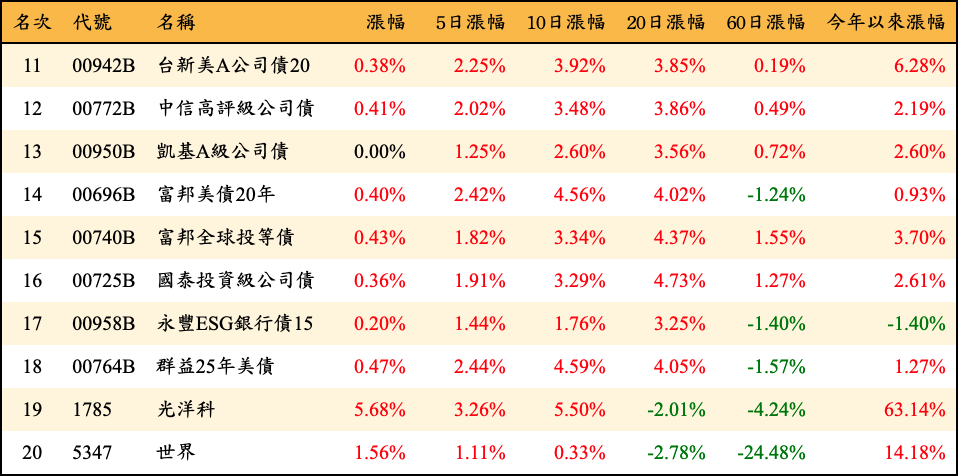 名次 代號 名稱 漲幅 5日漲幅 10日漲幅 20日漲幅 60日漲幅 今年以來漲幅
11 00942B 台新美A公司債20 0.38% 2.25% 3.92% 3.85% 0.19% 6.28%
12 00772B 中信高評級公司債 0.41% 2.02% 3.48% 3.86% 0.49% 2.19%
13 00950B 凱基A級公司債 0.00% 1.25% 2.60% 3.56% 0.72% 2.60%
14 00696B 富邦美債20年 0.40% 2.42% 4.56% 4.02% -1.24% 0.93%
15 00740B 富邦全球投等債 0.43% 1.82% 3.34% 4.37% 1.55% 3.70%
16 00725B 國泰投資級公司債 0.36% 1.91% 3.29% 4.73% 1.27% 2.61%
17 00958B 永豐ESG銀行債15 0.20% 1.44% 1.76% 3.25% -1.40% -1.40%
18 00764B 群益25年美債 0.47% 2.44% 4.59% 4.05% -1.57% 1.27%
19 1785 光洋科 5.68% 3.26% 5.50% -2.01% -4.24% 63.14%
20 5347 世界 1.56% 1.11% 0.33% -2.78% -24.48% 14.18%